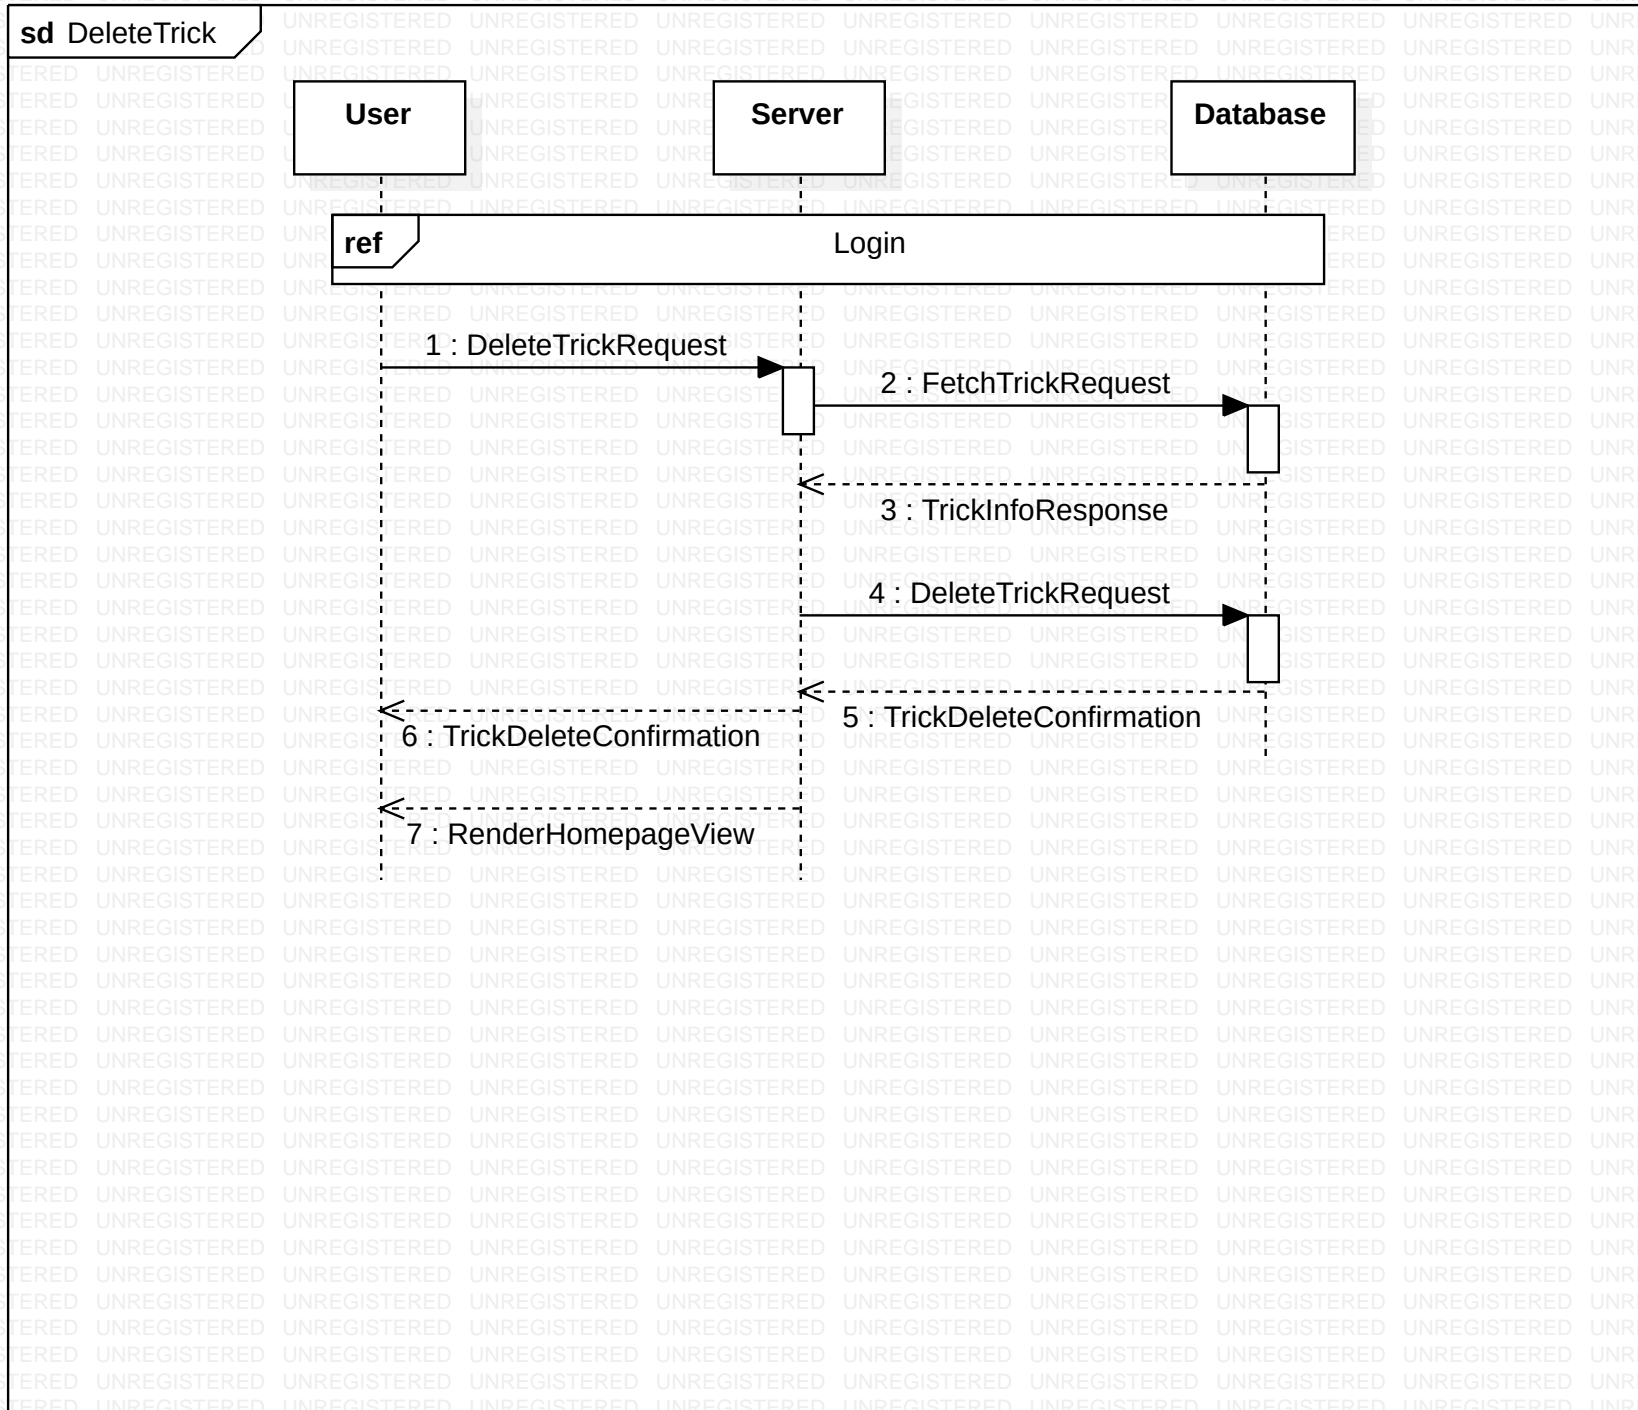 sd DeleteTrick
User
Server
Database
ref
Login
1 : DeleteTrickRequest
2 : FetchTrickRequest
3 : TrickInfoResponse
4 : DeleteTrickRequest
5 : TrickDeleteConfirmation
6 : TrickDeleteConfirmation
7 : RenderHomepageView
UNREGISTERED